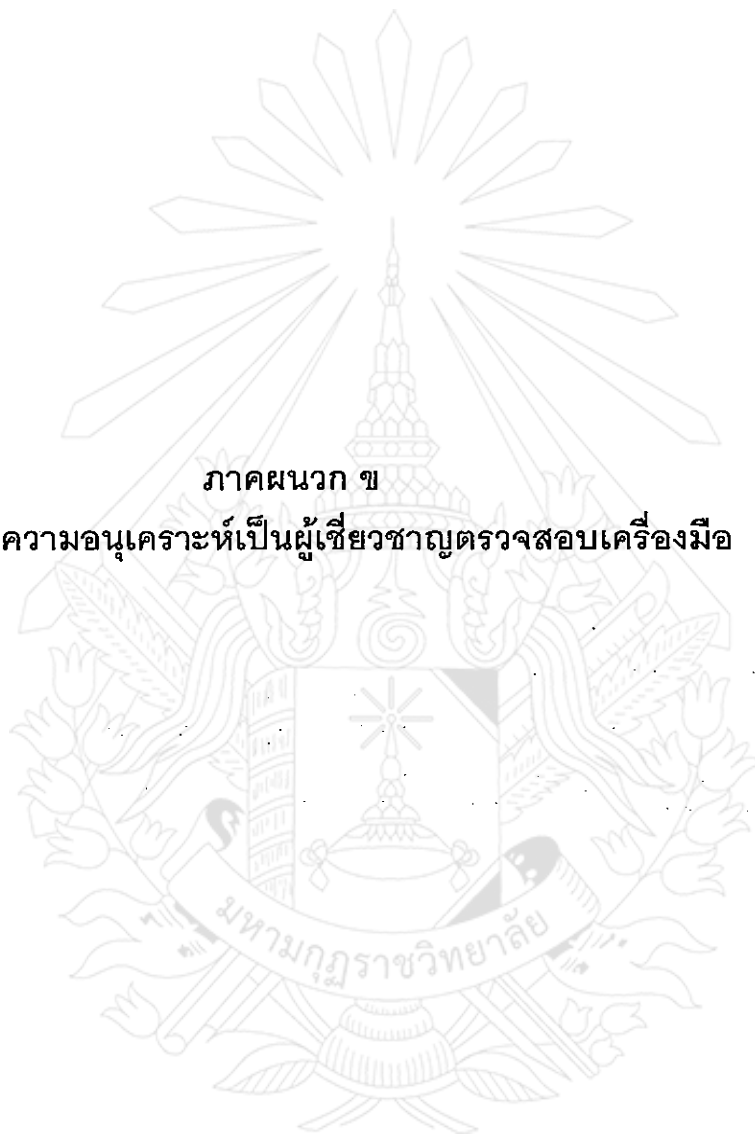 ภาคผนวก ข
ความอนุเคราะห์เป็นผู้เชี่ยวชาญตรวจสอบเครื่องมือ
มหามกุฏราชวิทยาลัย